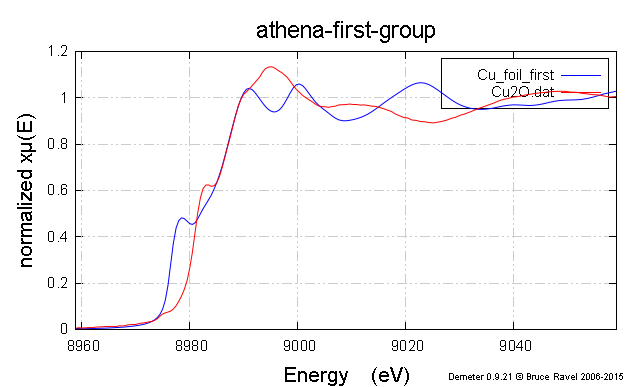 athena-first-group
normalized xμ(E)
1.2
1
0.8
0.6
0.4
0.2
0
Cu_foil_first
Cu2O.dat
8960 8980 9000 9020 9040
Energy (eV)
Demeter 0.9.21 © Bruce Ravel 2006-2015